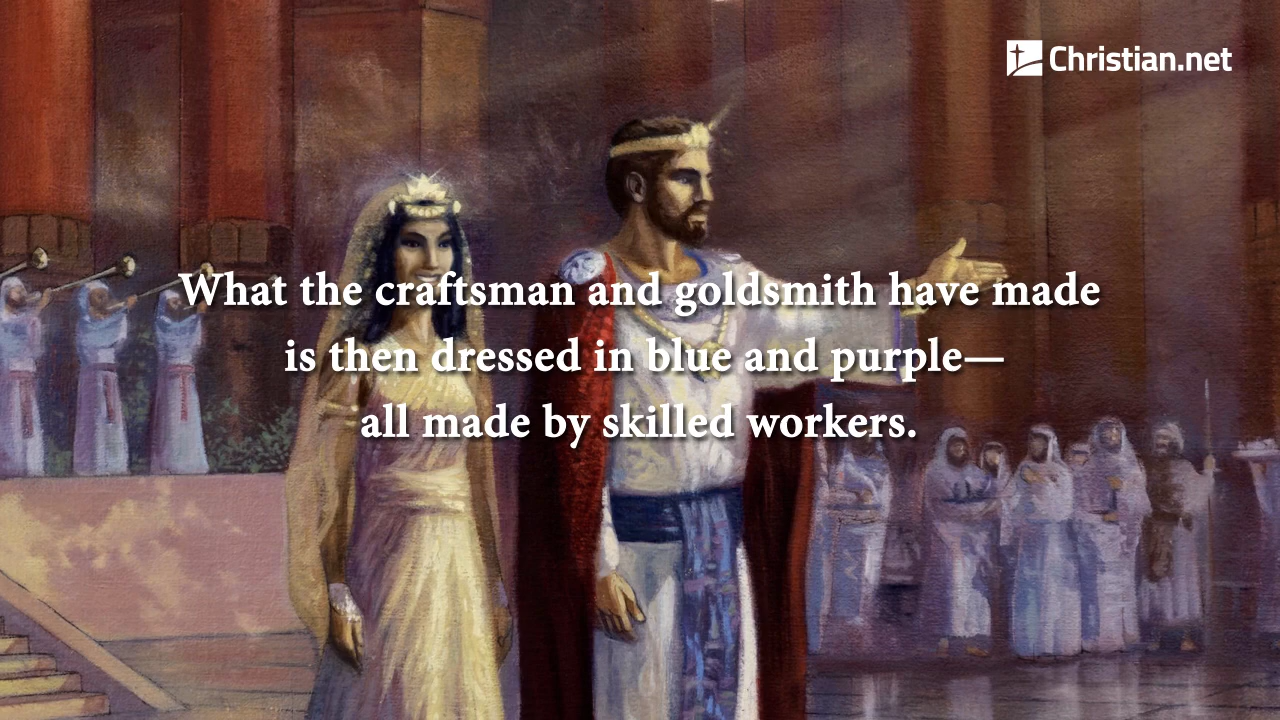 Christian.net
What the craftsman and goldsmith have made
is then dressed in blue and purple—
all made by skilled workers.